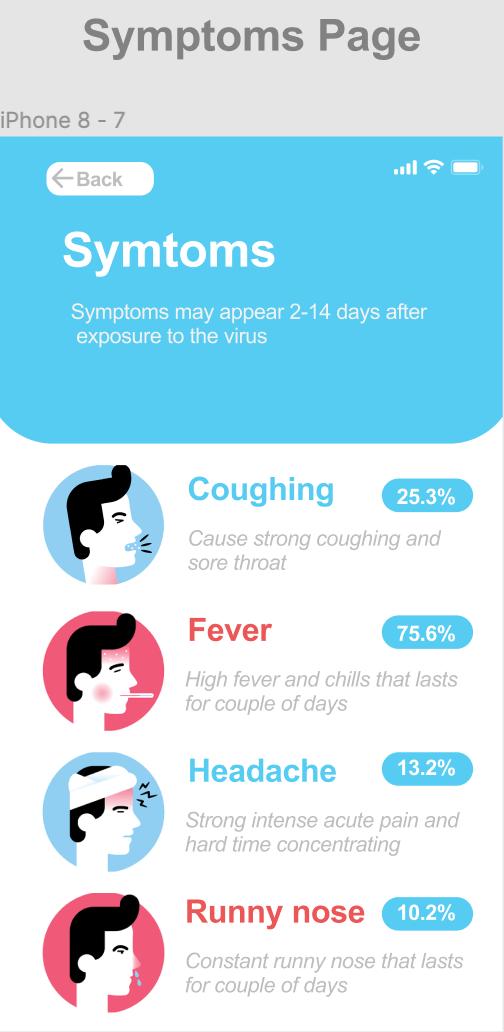 Symptoms Page
iPhone 8 - 7
Back
Symtoms
Symptoms may appear 2-14 days after
exposure to the virus
Coughing
25.3%
Cause strong coughing and
sore throat
Fever
75.6%
High fever and chills that lasts
for couple of days
Headache
13.2%
Strong intense acute pain and
hard time concentrating
Runny nose
10.2%
Constant runny nose that lasts
for couple of days